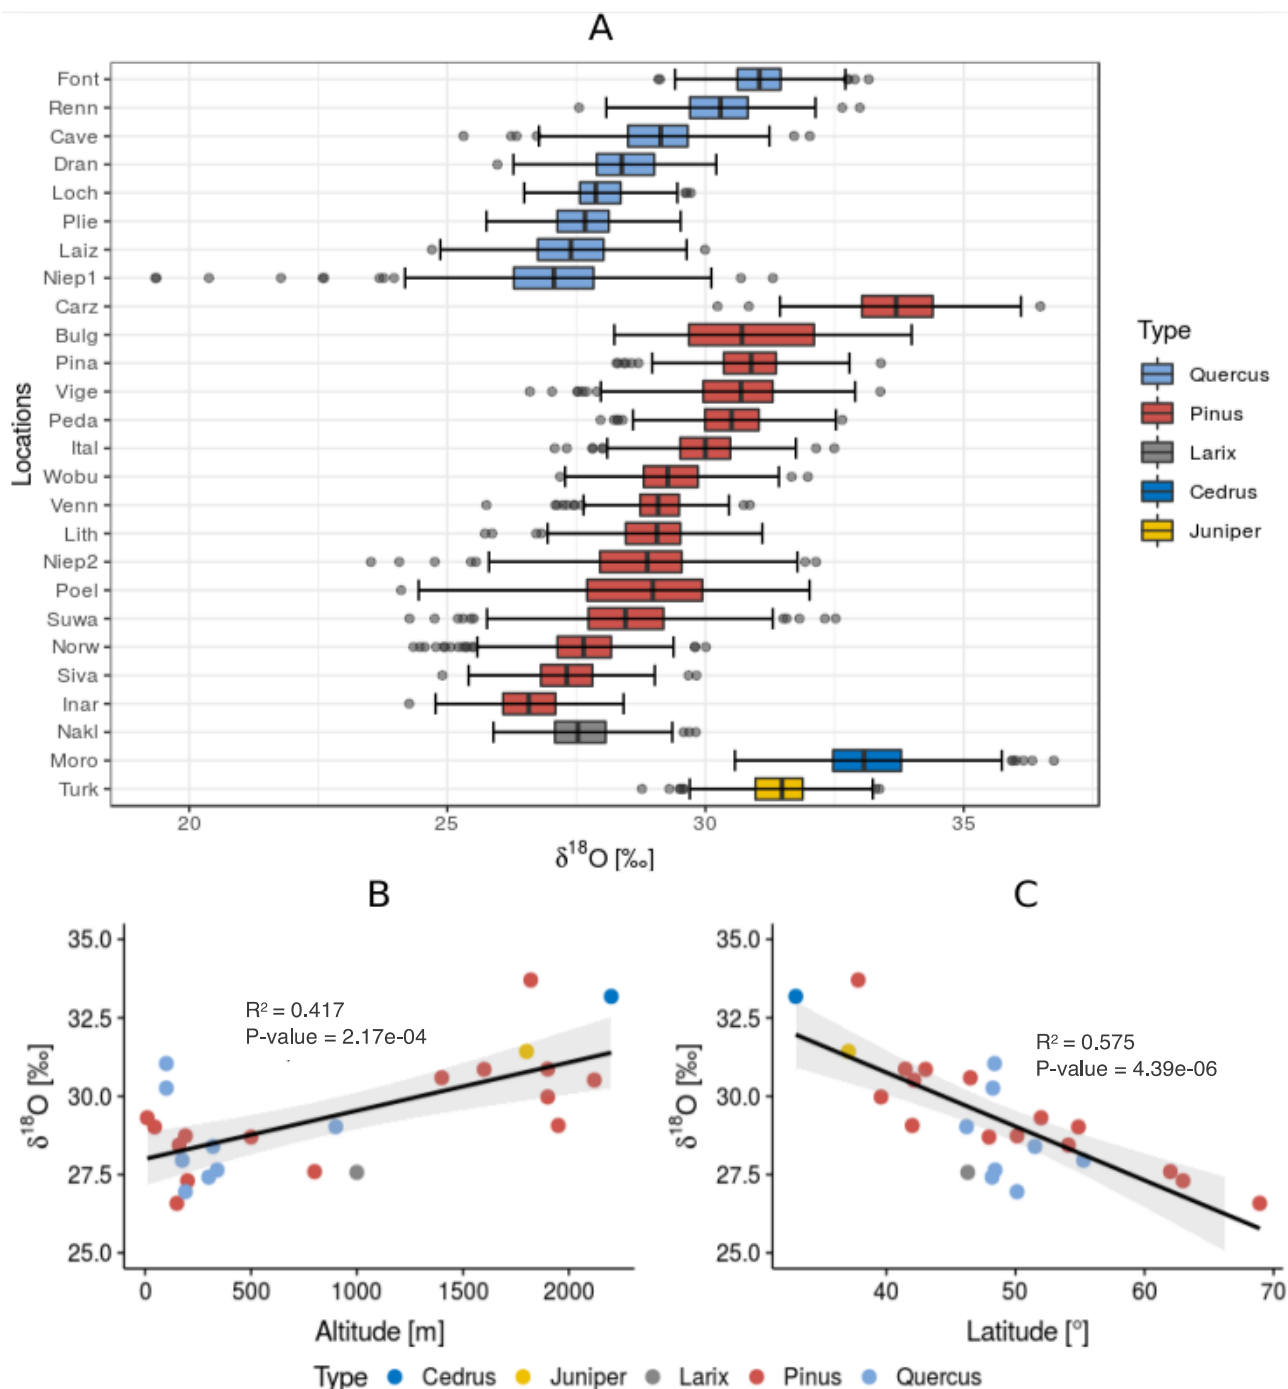 A
Font
Renn
Cave
Dran
Loch
Plie
Laiz
Niep1
Carz
Bulg
Pina
Vige
Peda
Ital
Wobu
Venn
Lith
Niep2
Poel
Suwa
Norw
Siva
Inar
Nakl
Moro
Turk
Locations
20 25 30 35
δ¹⁸O [‰]
Type
Quercus
Pinus
Larix
Cedrus
Juniper
B
35.0
32.5
30.0
27.5
25.0
δ¹⁸O [‰]
R² = 0.417
P-value = 2.17e-04
0 500 1000 1500 2000
Altitude [m]
C
35.0
32.5
30.0
27.5
25.0
δ¹⁸O [‰]
R² = 0.575
P-value = 4.39e-06
40 50 60 70
Latitude [°]
Type Cedrus Juniper Larix Pinus Quercus